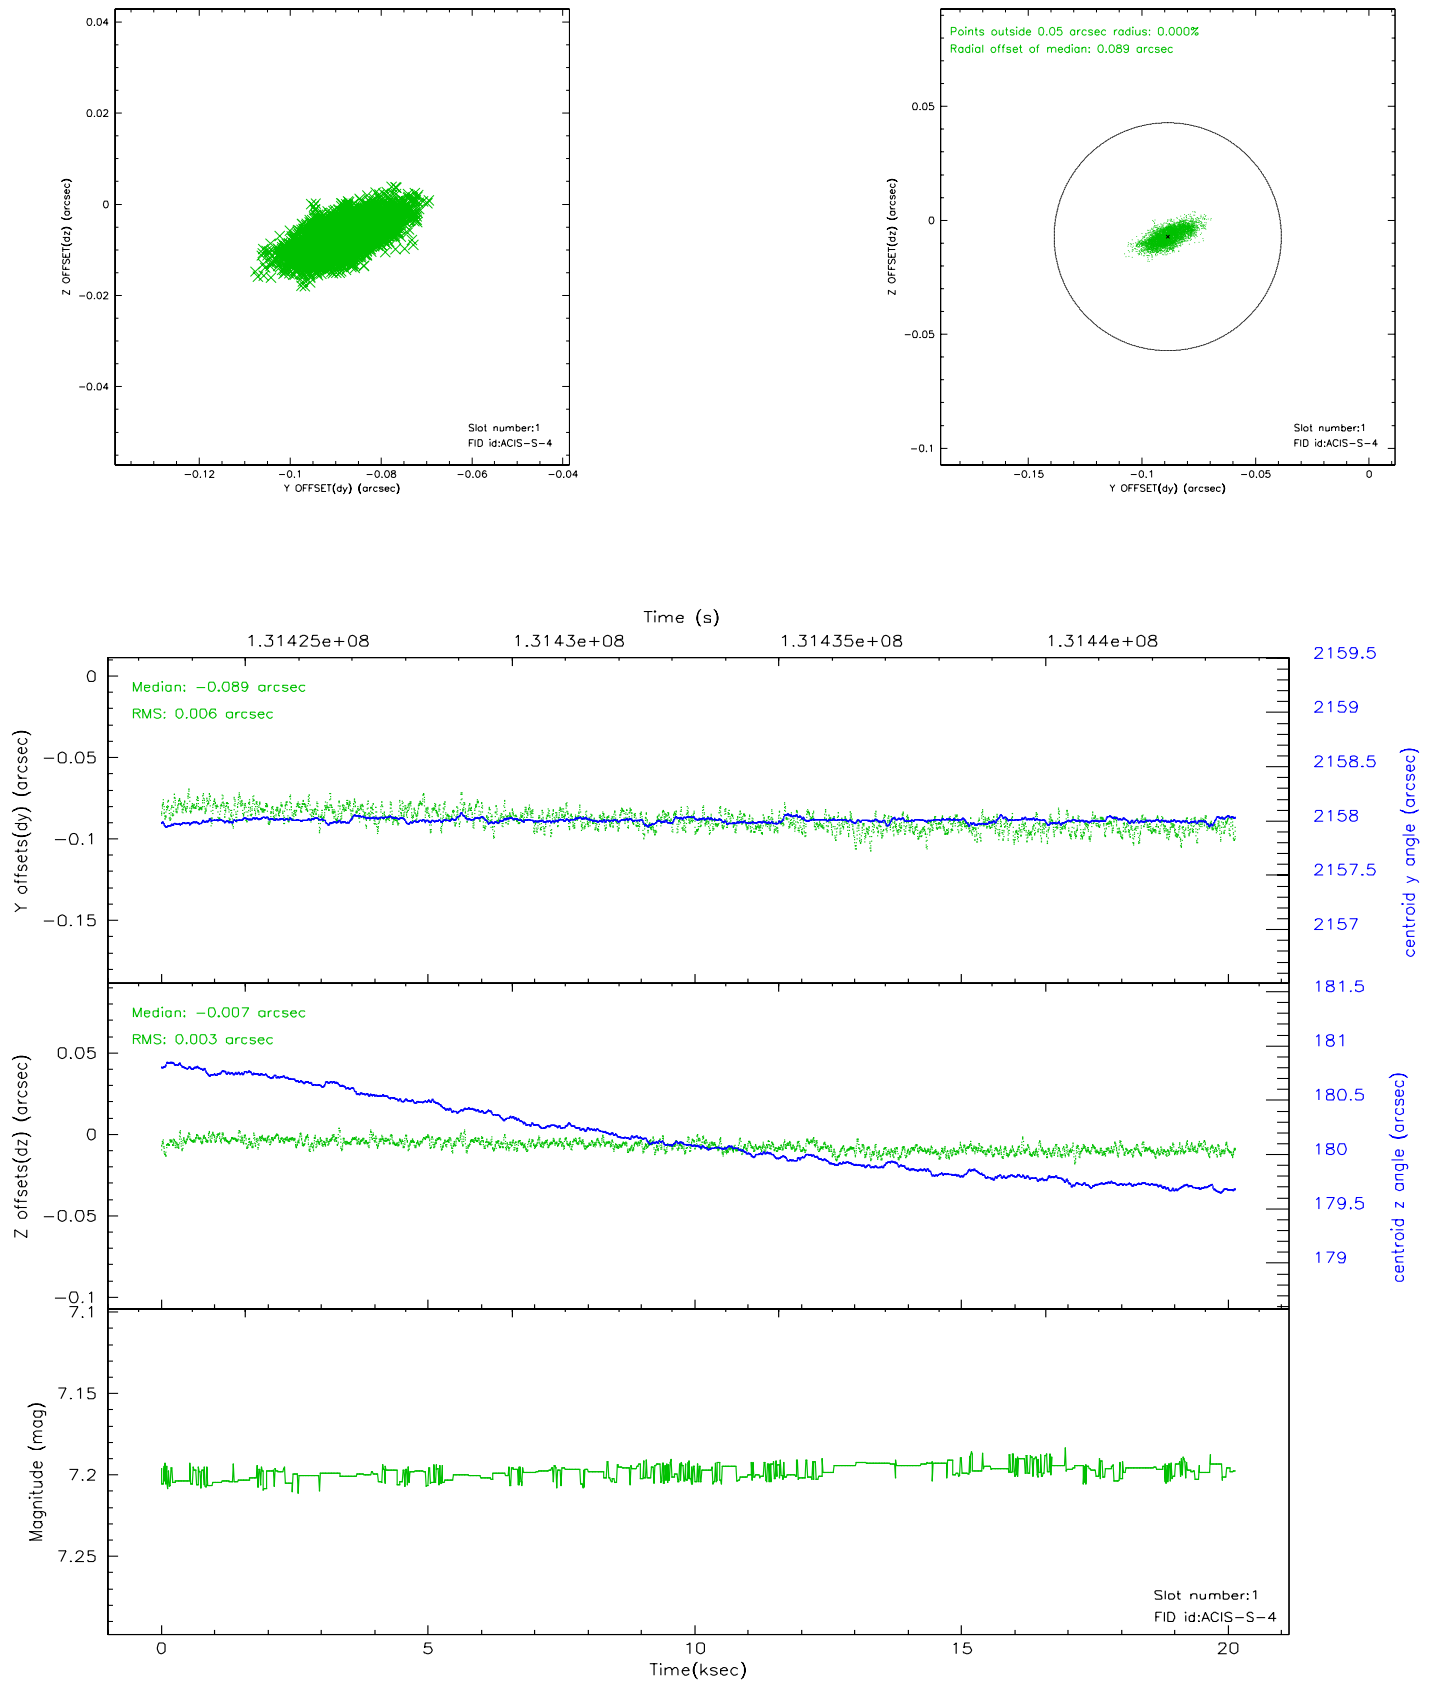 0.04
0.02
0
−0.02
−0.04
Z OFFSET(dz) (arcsec)
Slot number:1
FID id:ACIS−S−4
−0.12
−0.1
−0.08
−0.06
−0.04
Y OFFSET(dy) (arcsec)
Points outside 0.05 arcsec radius: 0.000%
Radial offset of median: 0.089 arcsec
0.05
0
−0.05
−0.1
Z OFFSET(dz) (arcsec)
Slot number:1
FID id:ACIS−S−4
−0.15
−0.1
−0.05
0
Y OFFSET(dy) (arcsec)
Time (s)
1.31425e+08
1.3143e+08
1.31435e+08
1.3144e+08
Median: −0.089 arcsec
RMS: 0.006 arcsec
0
−0.05
−0.1
−0.15
Y offsets(dy) (arcsec)
2159.5
2159
2158.5
2158
2157.5
2157
centroid y angle (arcsec)
Median: −0.007 arcsec
RMS: 0.003 arcsec
0.05
0
−0.05
−0.1
Z offsets(dz) (arcsec)
181.5
181
180.5
180
179.5
179
centroid z angle (arcsec)
7.1
7.15
7.2
7.25
Magnitude (mag)
Slot number:1
FID id:ACIS−S−4
0
5
10
15
20
Time(ksec)